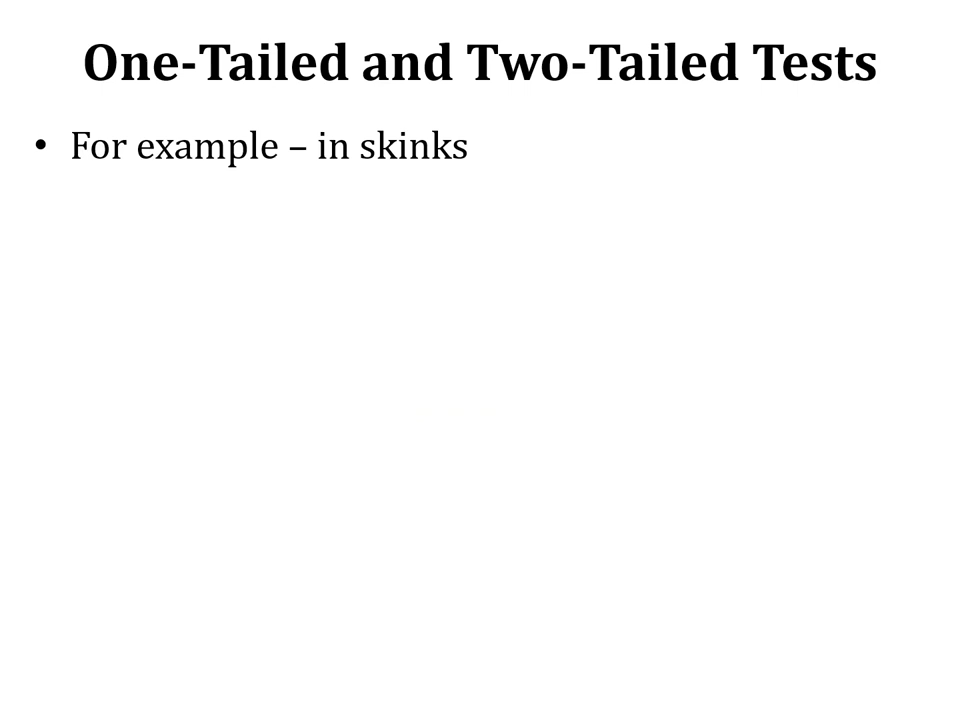 One-Tailed and Two-Tailed Tests
• For example – in skinks